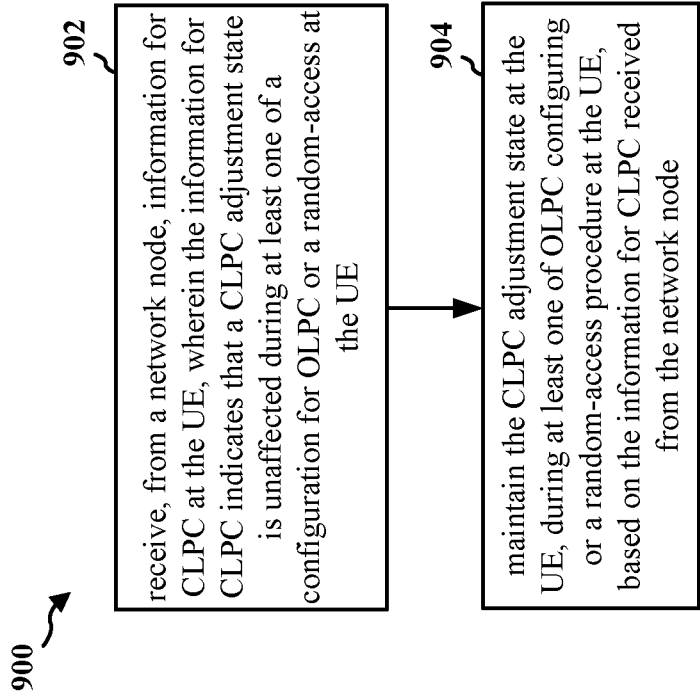 900
902
receive, from a network node, information for
CLPC at the UE, wherein the information for
CLPC indicates that a CLPC adjustment state
is unaffected during at least one of a
configuration for OLPC or a random-access at
the UE
904
maintain the CLPC adjustment state at the
UE, during at least one of OLPC configuring
or a random-access procedure at the UE,
based on the information for CLPC received
from the network node